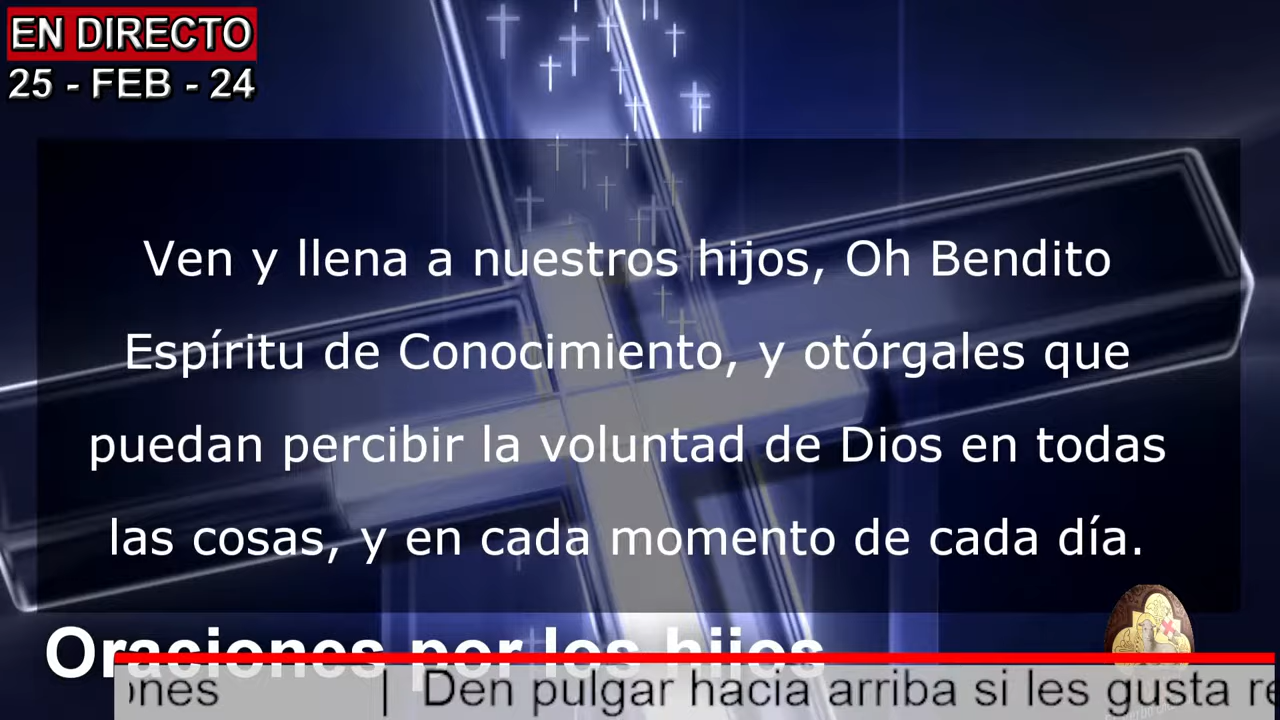 EN DIRECTO
25 - FEB - 24
Ven y llena a nuestros hijos, Oh Bendito
Espíritu de Conocimiento, y otórgales que
puedan percibir la voluntad de Dios en todas
las cosas, y en cada momento de cada día.
Oraciones por los hijos
ones | Den pulgar hacia arriba si les gusta re